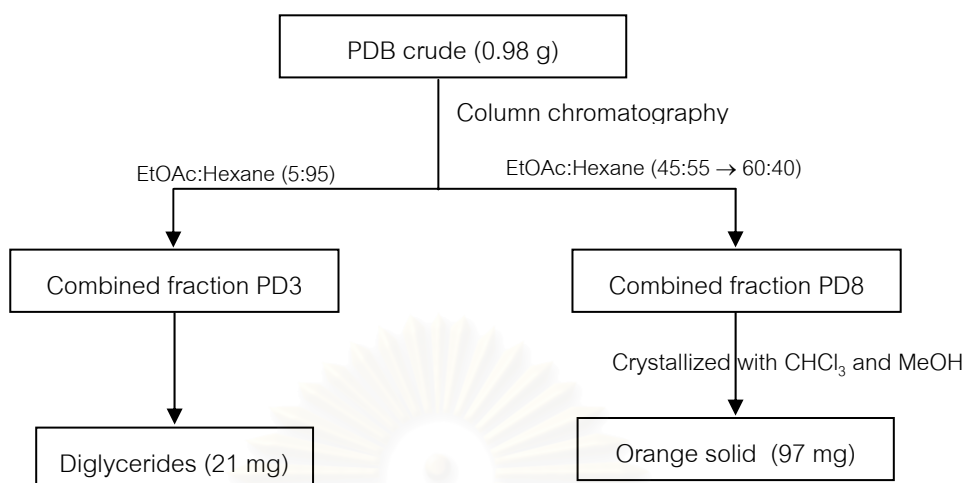 PDB crude (0.98 g)
Column chromatography
EtOAc:Hexane (5:95)
EtOAc:Hexane (45:55 → 60:40)
Combined fraction PD3
Combined fraction PD8
Crystallized with CHCl₃ and MeOH
Diglycerides (21 mg)
Orange solid (97 mg)